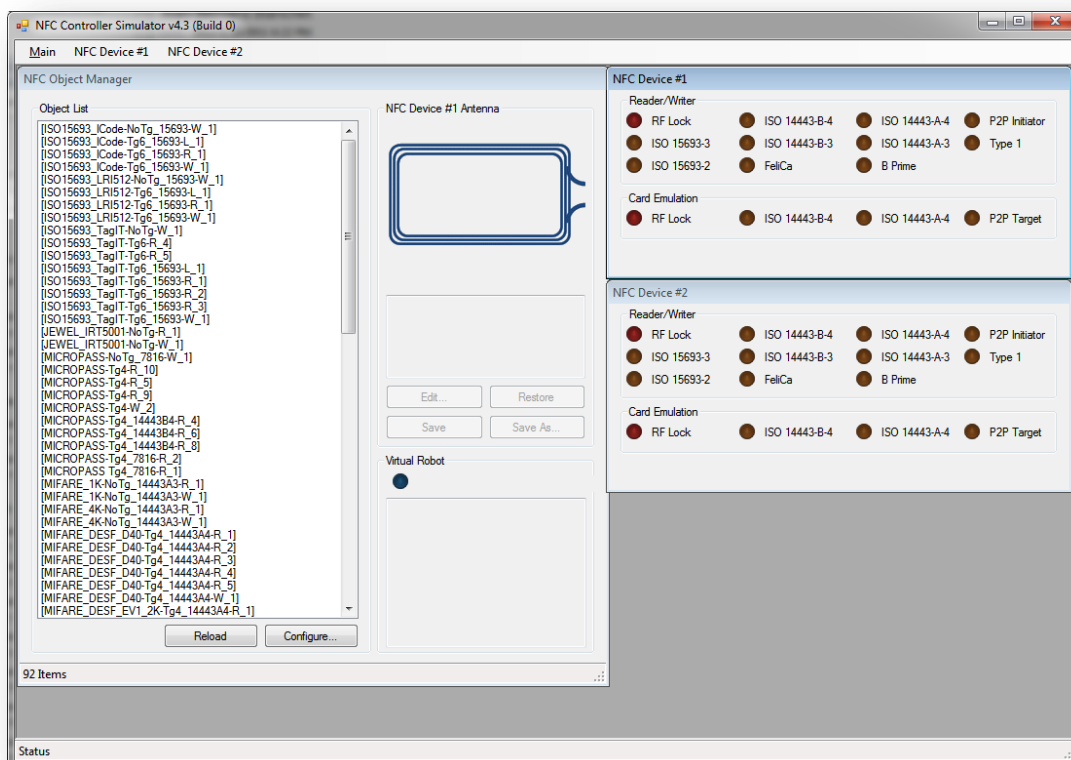 NFC Controller Simulator v4.3 (Build 0)
Main NFC Device #1 NFC Device #2
NFC Object Manager
Object List
[ISO15693_ICode-NoTg_15693-W_1]
[ISO15693_ICode-Tg6_15693-L_1]
[ISO15693_ICode-Tg6_15693-R_1]
[ISO15693_ICode-Tg6_15693-W_1]
[ISO15693_LRI512-NoTg_15693-W_1]
[ISO15693_LRI512-Tg6_15693-L_1]
[ISO15693_LRI512-Tg6_15693-R_1]
[ISO15693_LRI512-Tg6_15693-W_1]
[ISO15693_TagIT-NoTg-W_1]
[ISO15693_TagIT-Tg6-R_4]
[ISO15693_TagIT-Tg6-R_5]
[ISO15693_TagIT-Tg6_15693-L_1]
[ISO15693_TagIT-Tg6_15693-R_1]
[ISO15693_TagIT-Tg6_15693-R_2]
[ISO15693_TagIT-Tg6_15693-R_3]
[ISO15693_TagIT-Tg6_15693-W_1]
[JEWEL_IRT5001-NoTg-R_1]
[JEWEL_IRT5001-NoTg-W_1]
[MICROPASS-NoTg_7816-W_1]
[MICROPASS-Tg4-R_10]
[MICROPASS-Tg4-R_5]
[MICROPASS-Tg4-R_9]
[MICROPASS-Tg4-W_2]
[MICROPASS-Tg4_14443B4-R_4]
[MICROPASS-Tg4_14443B4-R_6]
[MICROPASS-Tg4_14443B4-R_8]
[MICROPASS-Tg4_7816-R_2]
[MICROPASS Tg4_7816-R_1]
[MIFARE_1K-NoTg_14443A3-R_1]
[MIFARE_1K-NoTg_14443A3-W_1]
[MIFARE_4K-NoTg_14443A3-R_1]
[MIFARE_4K-NoTg_14443A3-W_1]
[MIFARE_DESF_D40-Tg4_14443A4-R_1]
[MIFARE_DESF_D40-Tg4_14443A4-R_2]
[MIFARE_DESF_D40-Tg4_14443A4-R_3]
[MIFARE_DESF_D40-Tg4_14443A4-R_4]
[MIFARE_DESF_D40-Tg4_14443A4-R_5]
[MIFARE_DESF_D40-Tg4_14443A4-W_1]
[MIFARE_DESF_EV1_2K-Tg4_14443A4-R_1]
Reload Configure...
92 Items
NFC Device #1 Antenna
Edit... Restore
Save Save As...
Virtual Robot
NFC Device #1
Reader/Writer
RF Lock ISO 14443-B-4 ISO 14443-A-4 P2P Initiator
ISO 15693-3 ISO 14443-B-3 ISO 14443-A-3 Type 1
ISO 15693-2 FeliCa B Prime
Card Emulation
RF Lock ISO 14443-B-4 ISO 14443-A-4 P2P Target
NFC Device #2
Reader/Writer
RF Lock ISO 14443-B-4 ISO 14443-A-4 P2P Initiator
ISO 15693-3 ISO 14443-B-3 ISO 14443-A-3 Type 1
ISO 15693-2 FeliCa B Prime
Card Emulation
RF Lock ISO 14443-B-4 ISO 14443-A-4 P2P Target
Status